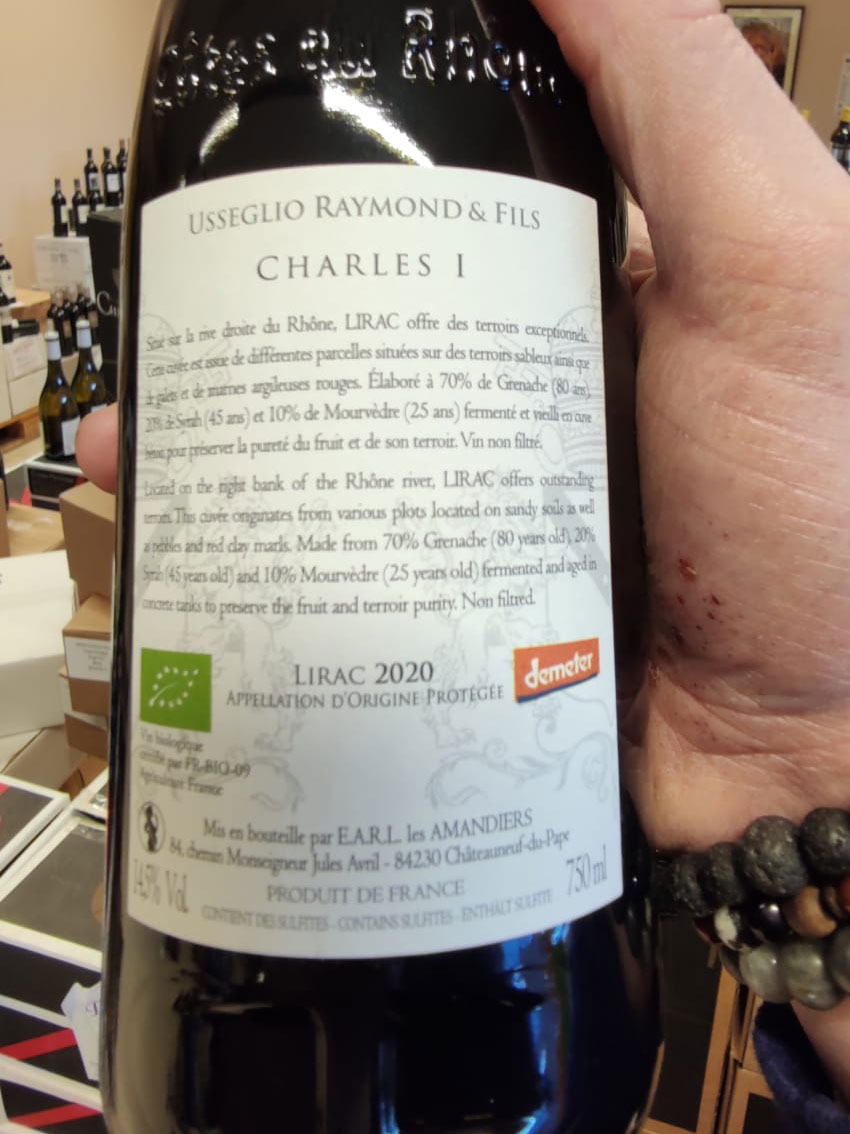 Côtes du Rhône
USSEGLIO RAYMOND & FILS
CHARLES I
Situé sur la rive droite du Rhône, LIRAC offre des terroirs exceptionnels.
Cette cuvée est issue de différentes parcelles situées sur des terroirs sableux ainsi que
de galets et de marnes argileuses rouges. Élaboré à 70% de Grenache (80 ans),
20% de Syrah (45 ans) et 10% de Mourvèdre (25 ans) fermenté et vieilli en cuve
béton pour préserver la pureté du fruit et de son terroir. Vin non filtré.
Located on the right bank of the Rhône river, LIRAC offers outstanding
terroirs. This cuvée originates from various plots located on sandy soils as well
as pebbles and red clay marls. Made from 70% Grenache (80 years old), 20%
Syrah (45 years old) and 10% Mourvèdre (25 years old) fermented and aged in
concrete tanks to preserve the fruit and terroir purity. Non filtred.
LIRAC 2020
APPELLATION D'ORIGINE PROTÉGÉE
demeter
Vin biologique
certifié par FR-BIO-09
Agriculture France
Mis en bouteille par E.A.R.L. les AMANDIERS
84, chemin Monseigneur Jules Avril - 84230 Châteauneuf-du-Pape
14,5% Vol. PRODUIT DE FRANCE 750 ml
CONTIENT DES SULFITES - CONTAINS SULFITES - ENTHÄLT SULFITE